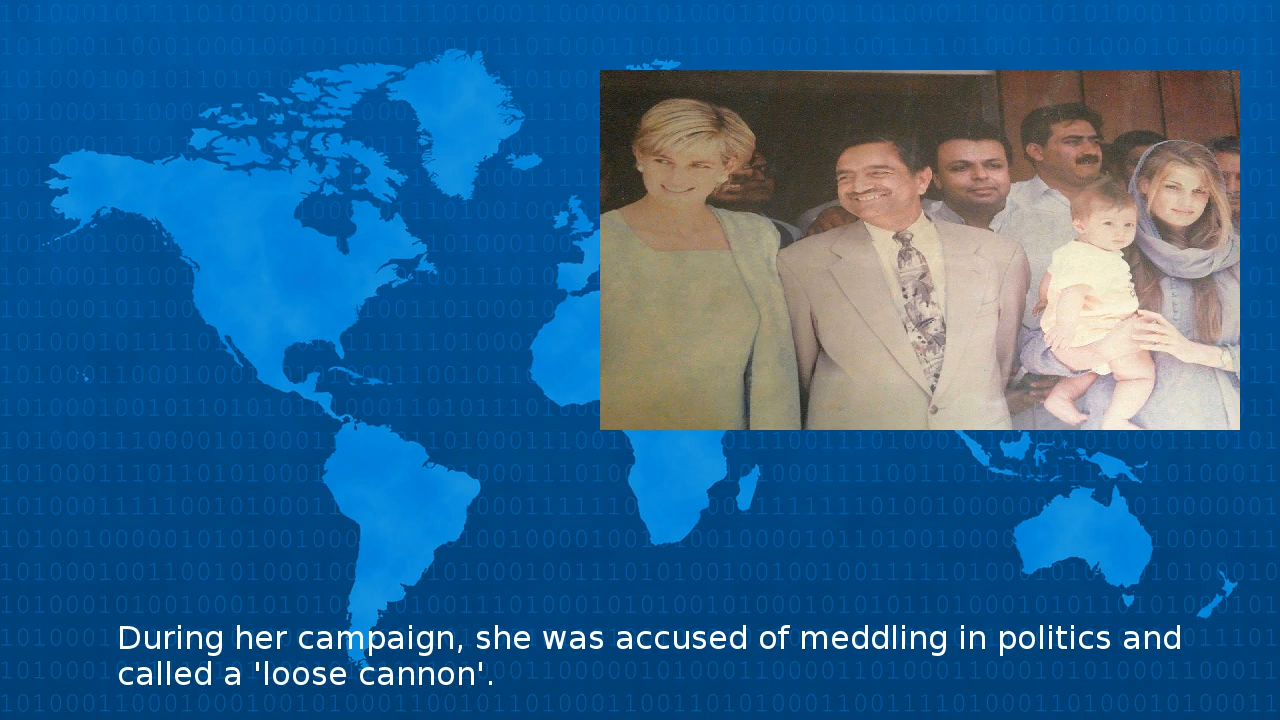 During her campaign, she was accused of meddling in politics and
called a 'loose cannon'.